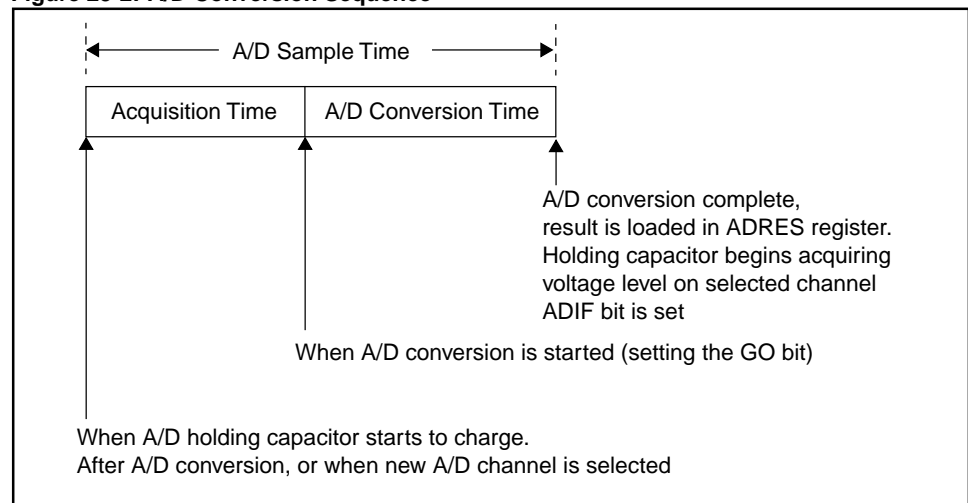 A/D Sample Time
Acquisition Time
A/D Conversion Time
A/D conversion complete,
result is loaded in ADRES register.
Holding capacitor begins acquiring
voltage level on selected channel
ADIF bit is set
When A/D conversion is started (setting the GO bit)
When A/D holding capacitor starts to charge.
After A/D conversion, or when new A/D channel is selected